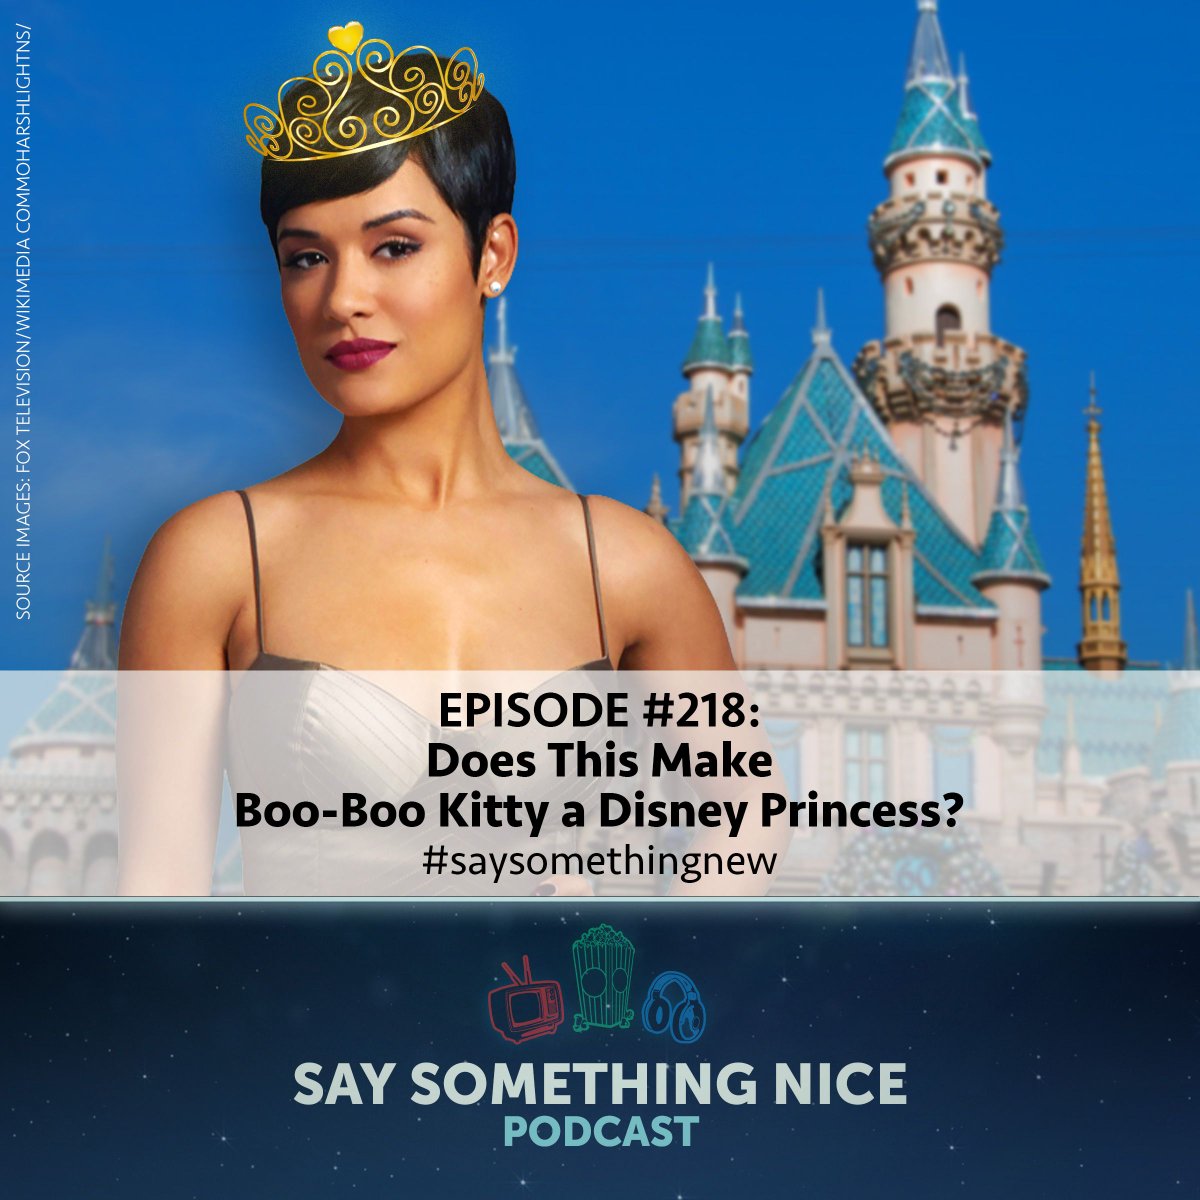 SOURCE IMAGES: FOX TELEVISION/WIKIMEDIA COMMOHARSHLIGHTNS/
EPISODE #218:
Does This Make
Boo-Boo Kitty a Disney Princess?
#saysomethingnew
SAY SOMETHING NICE
PODCAST